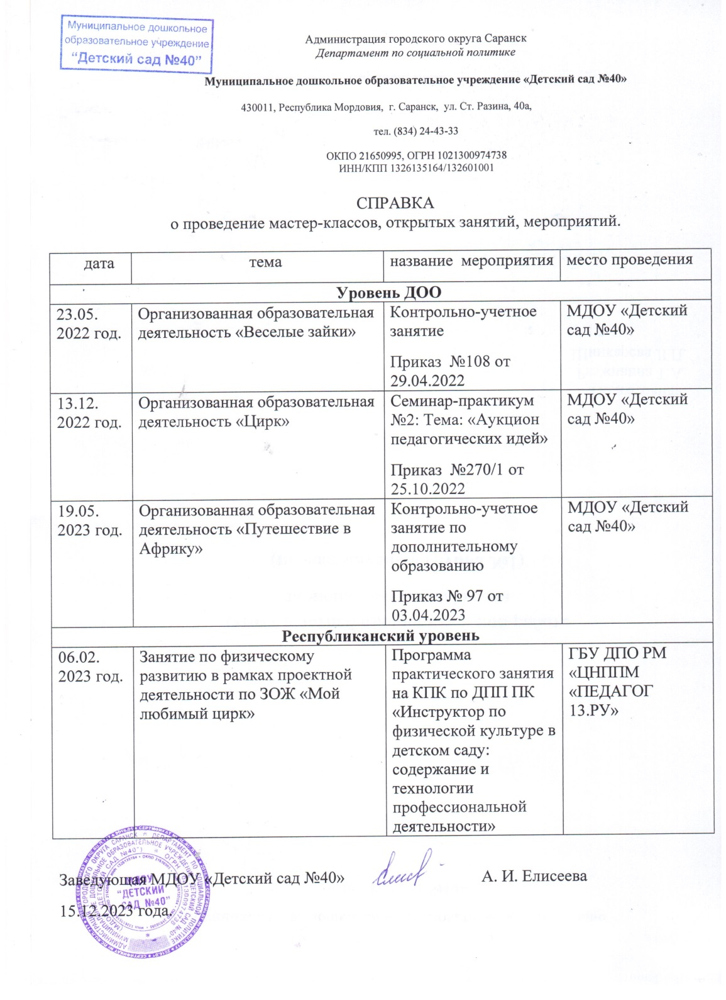 Муниципальное дошкольное
образовательное учреждение
“Детский сад №40”
Администрация городского округа Саранск
Департамент по социальной политике
Муниципальное дошкольное образовательное учреждение «Детский сад №40»
430011, Республика Мордовия, г. Саранск, ул. Ст. Разина, 40а,
тел. (834) 24-43-33
ОКПО 21650995, ОГРН 1021300974738
ИНН/КПП 1326135164/132601001
СПРАВКА
о проведение мастер-классов, открытых занятий, мероприятий.
дата тема название мероприятия место проведения
Уровень ДОО
23.05.
2022 год.
Организованная образовательная
деятельность «Веселые зайки»
Контрольно-учетное
занятие
Приказ №108 от
29.04.2022
МДОУ «Детский
сад №40»
13.12.
2022 год.
Организованная образовательная
деятельность «Цирк»
Семинар-практикум
№2: Тема: «Аукцион
педагогических идей»
Приказ №270/1 от
25.10.2022
МДОУ «Детский
сад №40»
19.05.
2023 год.
Организованная образовательная
деятельность «Путешествие в
Африку»
Контрольно-учетное
занятие по
дополнительному
образованию
Приказ № 97 от
03.04.2023
МДОУ «Детский
сад №40»
Республиканский уровень
06.02.
2023 год.
Занятие по физическому
развитию в рамках проектной
деятельности по ЗОЖ «Мой
любимый цирк»
Программа
практического занятия
на КПК по ДПП ПК
«Инструктор по
физической культуре в
детском саду:
содержание и
технологии
профессиональной
деятельности»
ГБУ ДПО РМ
«ЦНППМ
«ПЕДАГОГ
13.РУ»
Заведующая МДОУ «Детский сад №40» А. И. Елисеева
15.12.2023 года.
МДОУ
“ДЕТСКИЙ
САД №40”